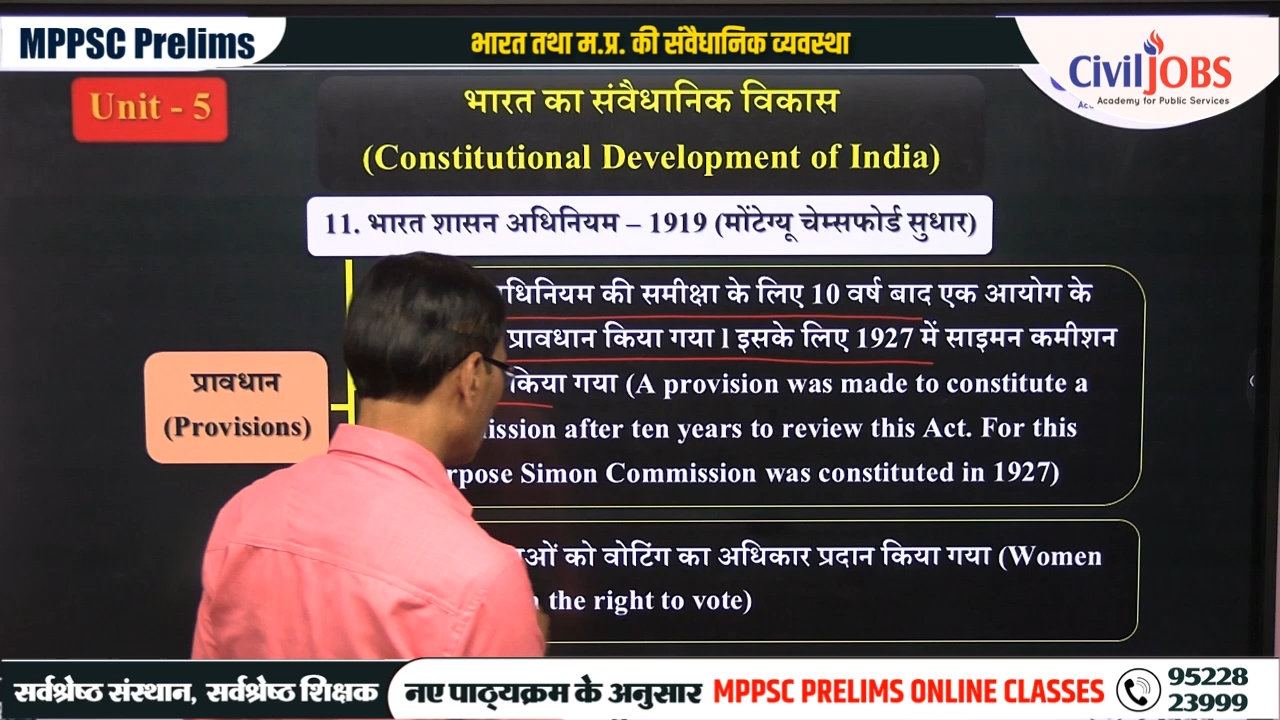 MPPSC Prelims
भारत तथा म.प्र. की संवैधानिक व्यवस्था
CivilJOBS
Academy for Public Services
Unit - 5
भारत का संवैधानिक विकास
(Constitutional Development of India)
11. भारत शासन अधिनियम – 1919 (मोंटेग्यू चेम्सफोर्ड सुधार)
की समीक्षा के लिए 10 वर्ष बाद एक आयोग के
प्रावधान किया गया l इसके लिए 1927 में साइमन कमीशन
किया गया (A provision was made to constitute a
after ten years to review this Act. For this
Simon Commission was constituted in 1927)
प्रावधान
(Provisions)
को वोटिंग का अधिकार प्रदान किया गया (Women
the right to vote)
सर्वश्रेष्ठ संस्थान, सर्वश्रेष्ठ शिक्षक
नए पाठ्यक्रम के अनुसार MPPSC PRELIMS ONLINE CLASSES
95228
23999